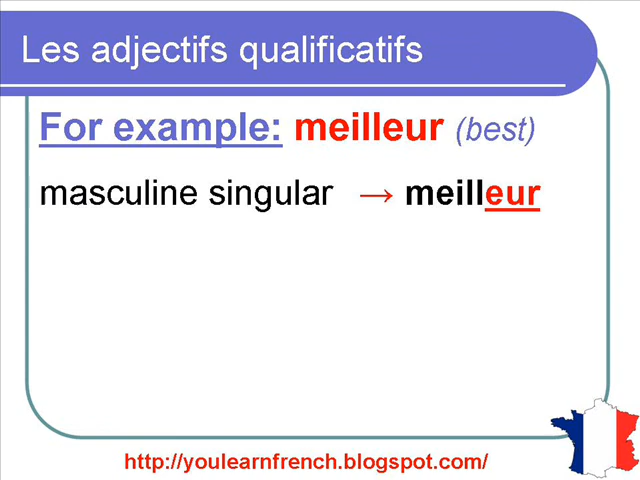 Les adjectifs qualificatifs
For example: meilleur (best)
masculine singular → meilleur
http://youlearnfrench.blogspot.com/